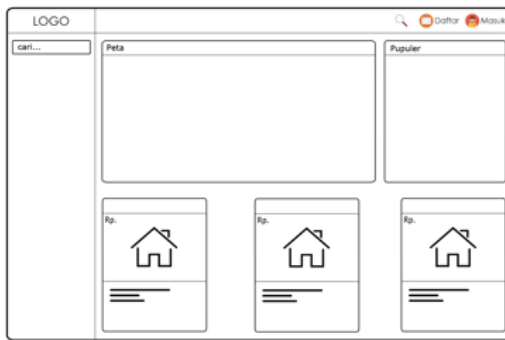 LOGO
Daftar
Masuk
cari...
Peta
Pupuler
Rp.
Rp.
Rp.